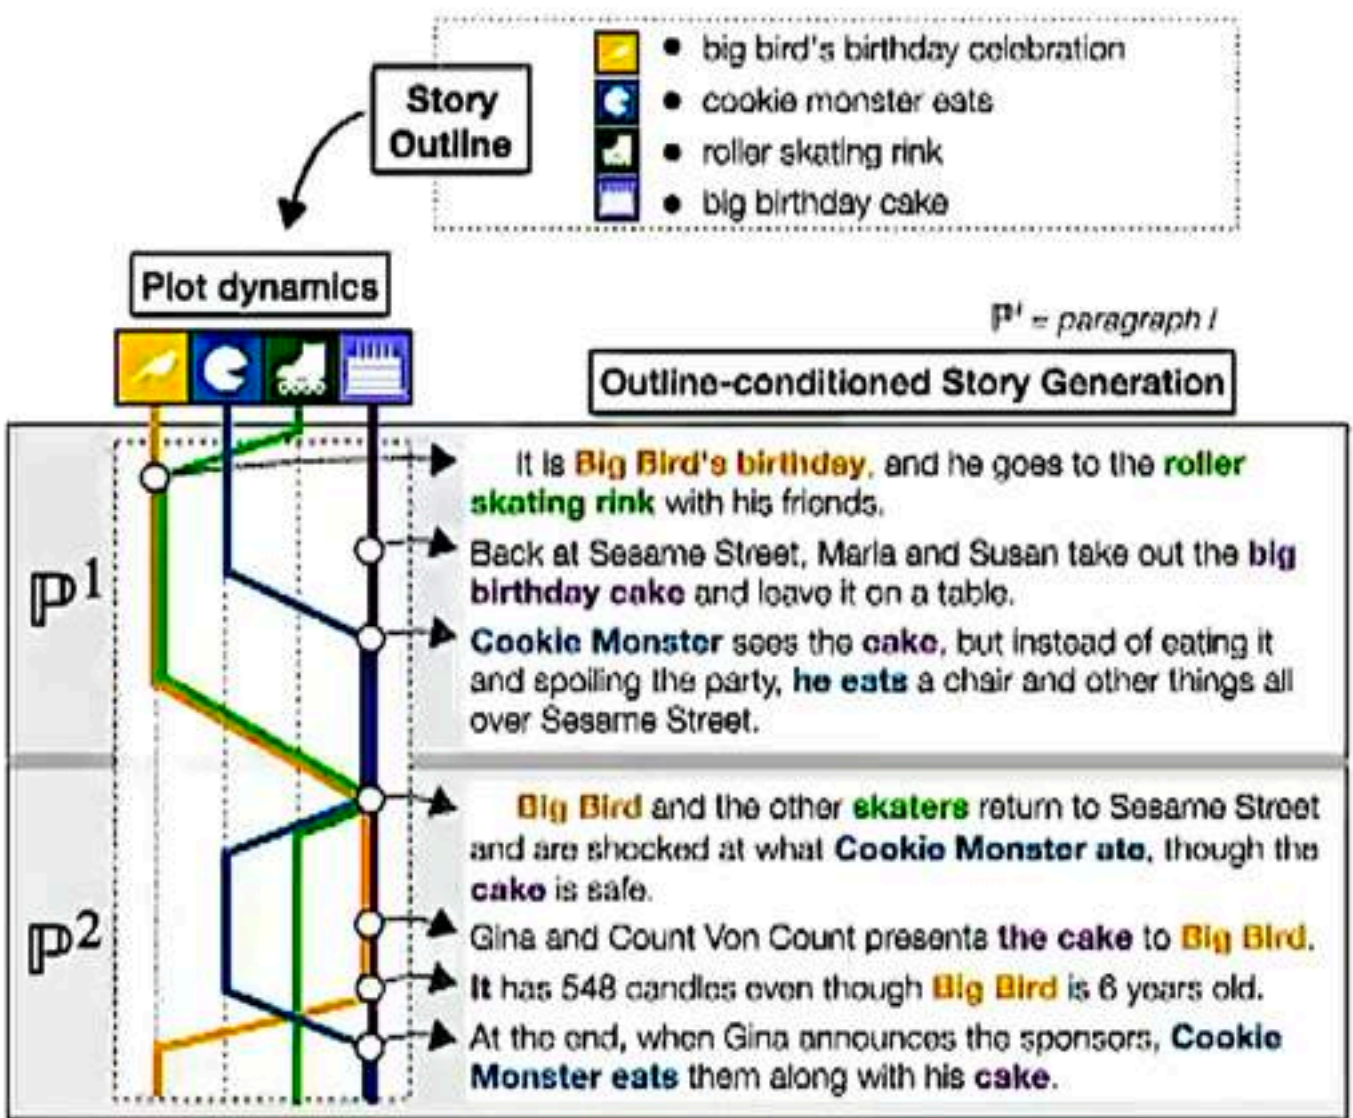 Story
Outline
• big bird's birthday celebration
• cookie monster eats
• roller skating rink
• big birthday cake
Plot dynamics
ℙⁱ = paragraph i
Outline-conditioned Story Generation
ℙ¹
It is Big Bird's birthday, and he goes to the roller
skating rink with his friends.
Back at Sesame Street, Maria and Susan take out the big
birthday cake and leave it on a table.
Cookie Monster sees the cake, but instead of eating it
and spoiling the party, he eats a chair and other things all
over Sesame Street.
ℙ²
Big Bird and the other skaters return to Sesame Street
and are shocked at what Cookie Monster ate, though the
cake is safe.
Gina and Count Von Count presents the cake to Big Bird.
It has 548 candles even though Big Bird is 6 years old.
At the end, when Gina announces the sponsors, Cookie
Monster eats them along with his cake.